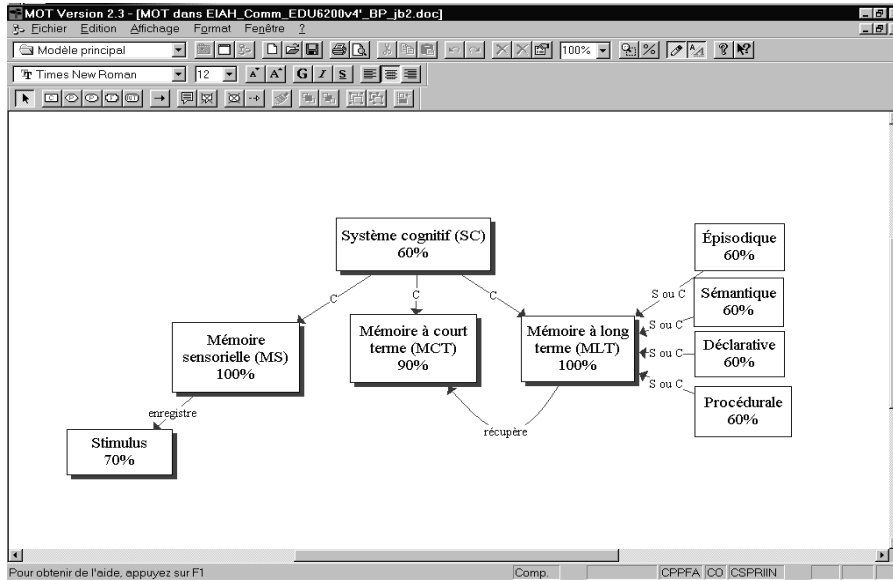 MOT Version 2.3 - [MOT dans EIAH_Comm_EDU6200v4'_BP_jb2.doc]
Fichier Edition Affichage Format Fenêtre ?
Modèle principal 100%
Times New Roman 12 A A G I S
Système cognitif (SC)
60%
C
C
C
Mémoire
sensorielle (MS)
100%
Mémoire à court
terme (MCT)
90%
Mémoire à long
terme (MLT)
100%
Épisodique
60%
S ou C
Sémantique
60%
S ou C
Déclarative
60%
S ou C
Procédurale
60%
S ou C
enregistre
récupère
Stimulus
70%
Pour obtenir de l'aide, appuyez sur F1 Comp. CPPFA CO CSPRIIN